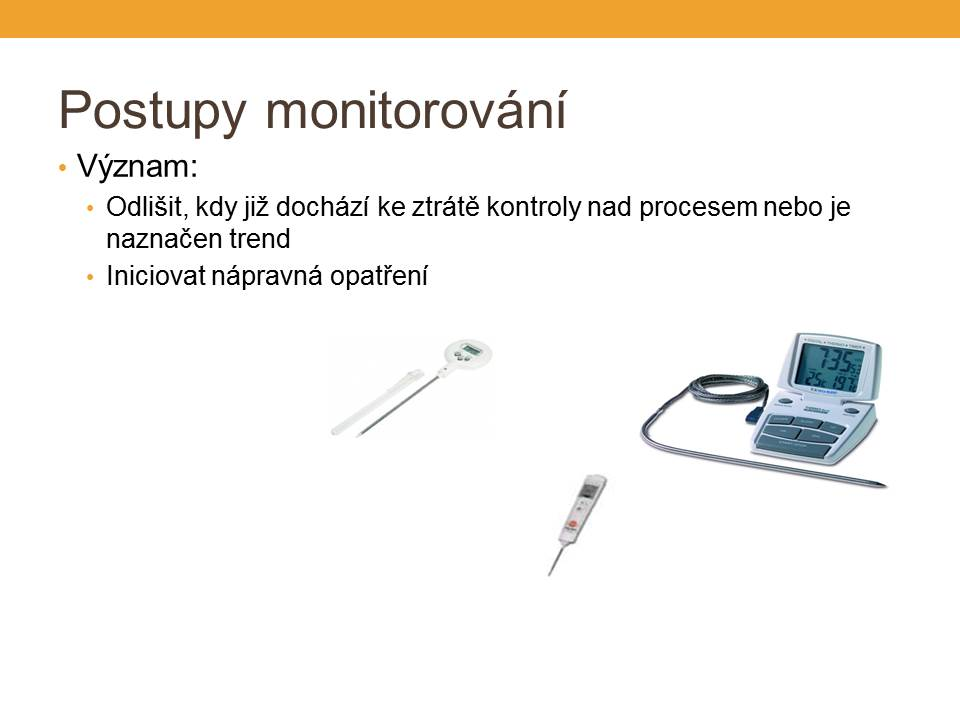 Postupy monitorování
• Význam:
• Odlišit, kdy již dochází ke ztrátě kontroly nad procesem nebo je
naznačen trend
• Iniciovat nápravná opatření